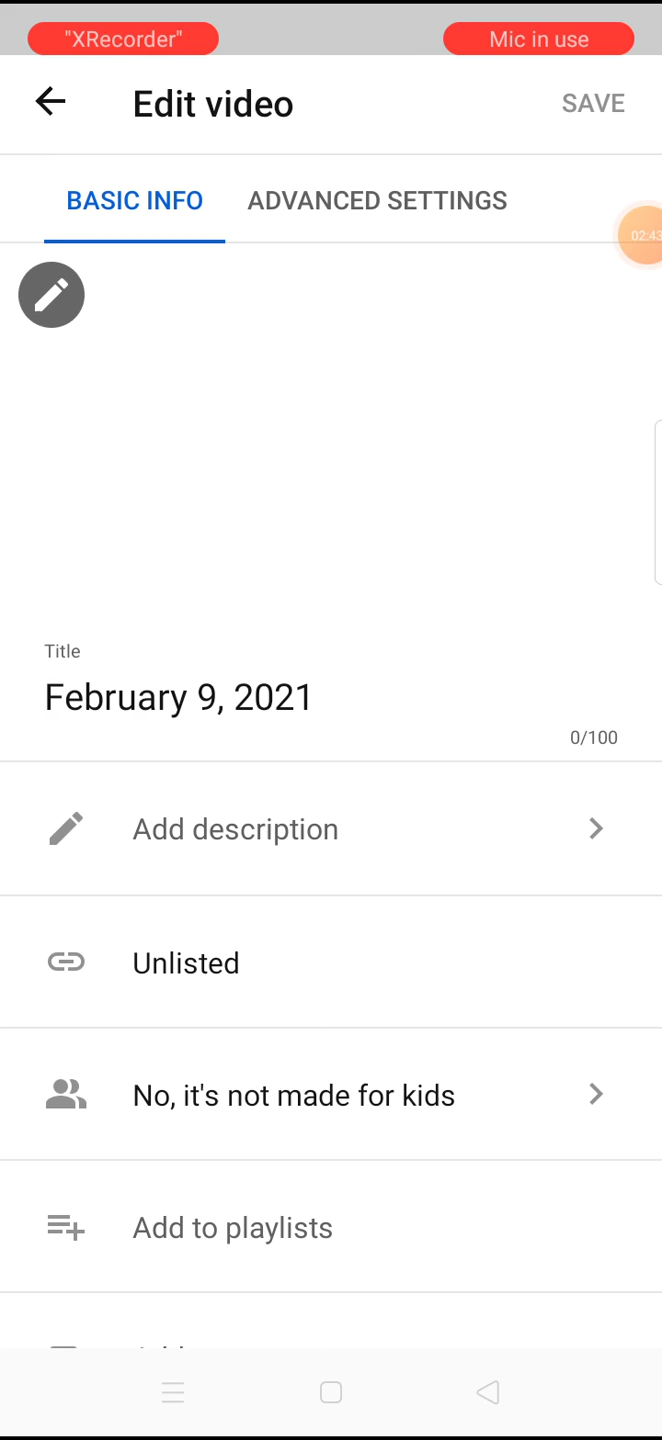 "XRecorder"
Mic in use
Edit video
SAVE
BASIC INFO
ADVANCED SETTINGS
02:43
Title
February 9, 2021
0/100
Add description
Unlisted
No, it's not made for kids
Add to playlists